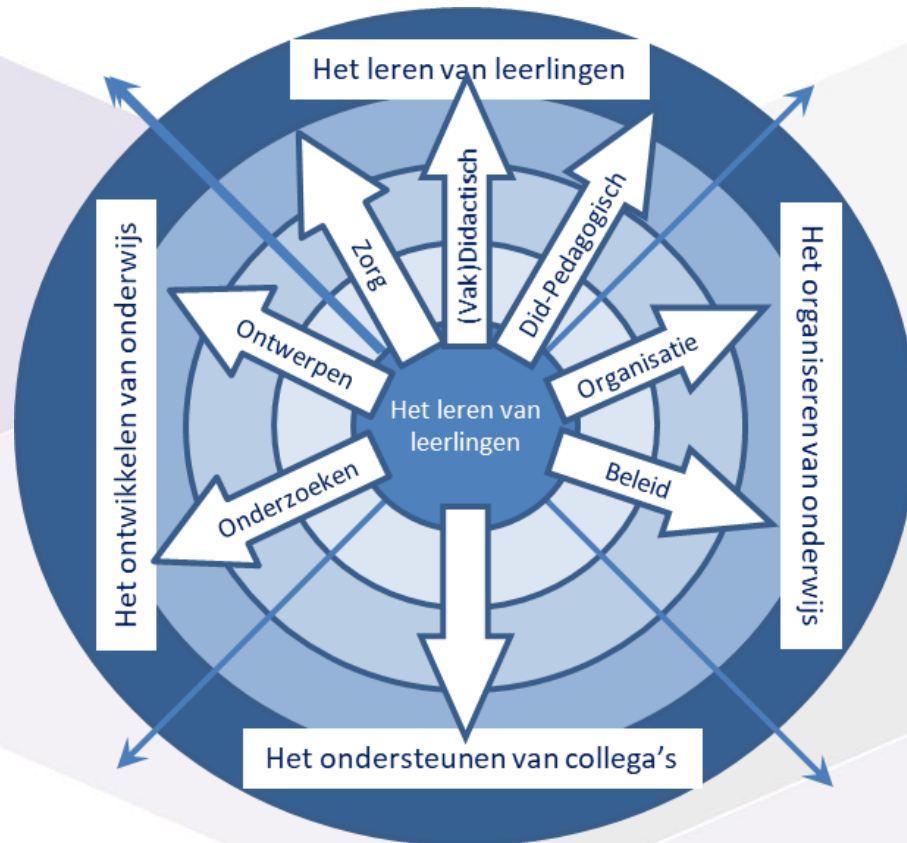 Het leren van leerlingen
Zorg
(Vak)Didactisch
Did-Pedagogisch
Het ontwikkelen van onderwijs
Ontwerpen
Organisatie
Het organiseren van onderwijs
Het leren van
leerlingen
Onderzoeken
Beleid
Het ondersteunen van collega's